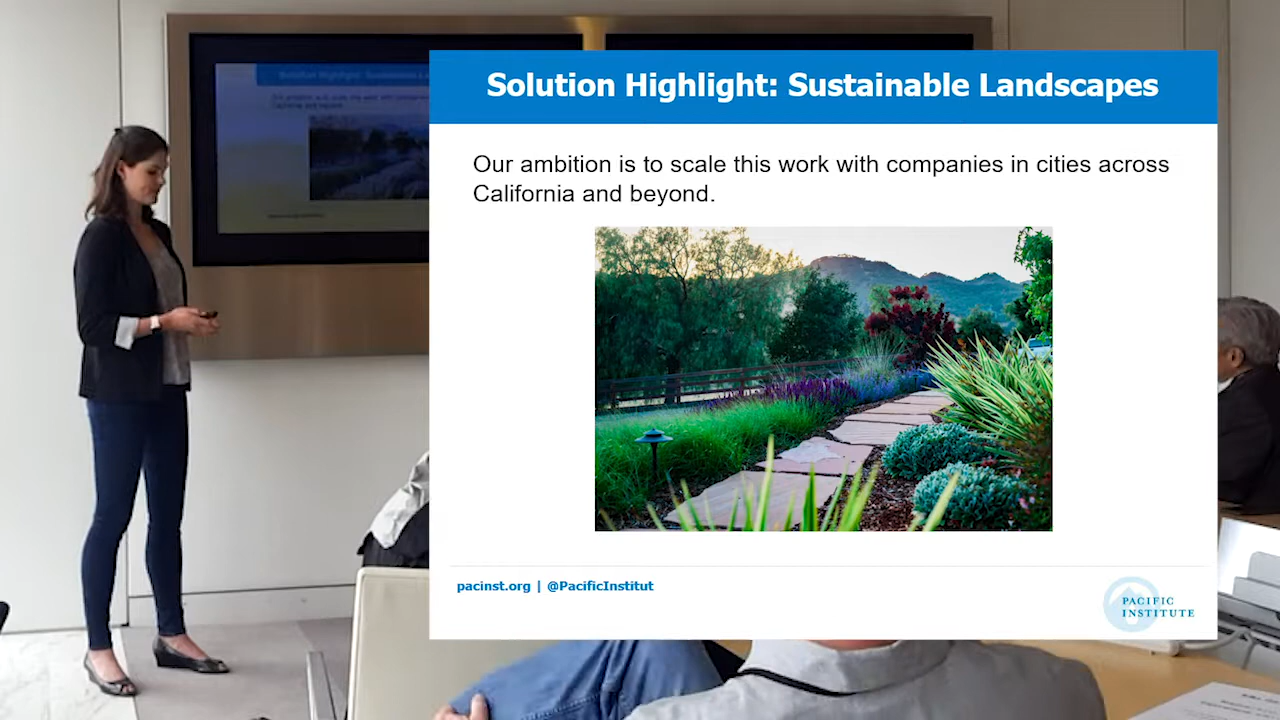 Solution Highlight: Sustainable Landscapes
Our ambition is to scale this work with companies in cities across
California and beyond.
pacinst.org | @PacificInstitut
PACIFIC
INSTITUTE